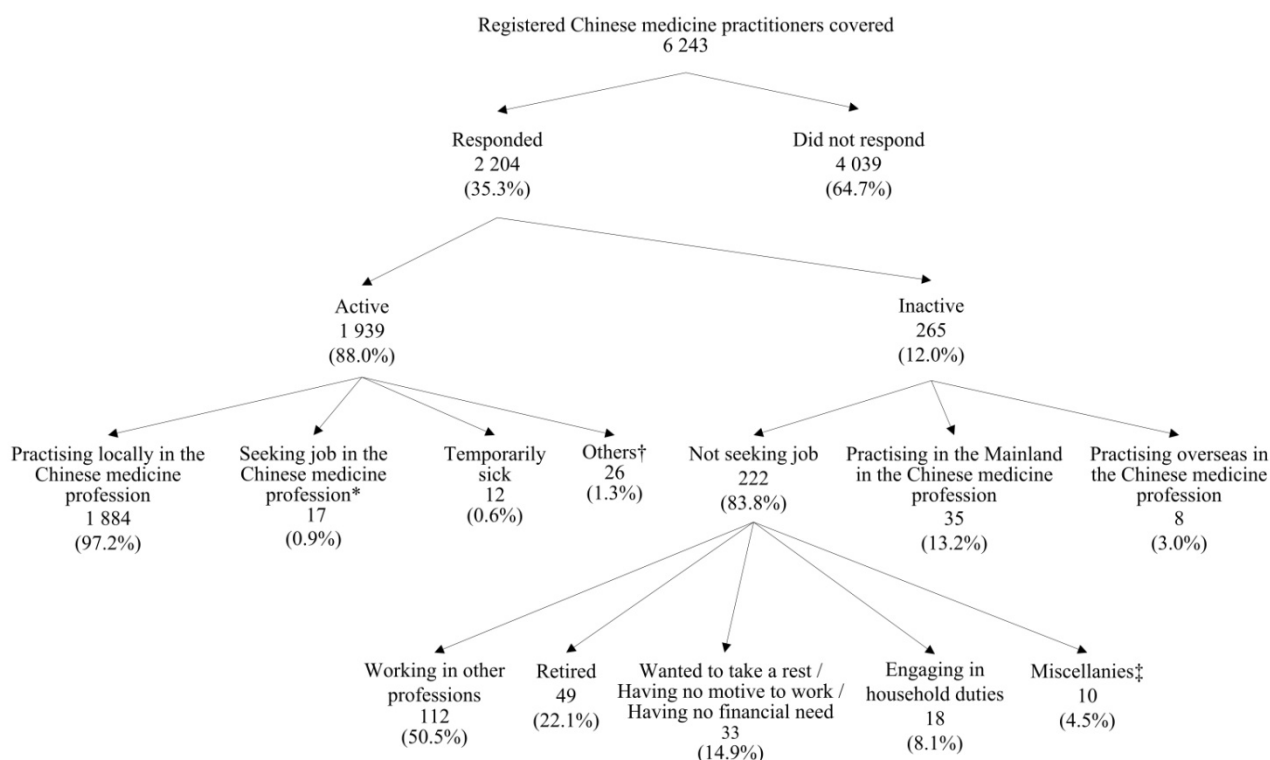 Registered Chinese medicine practitioners covered
6 243
Responded
2 204
(35.3%)
Did not respond
4 039
(64.7%)
Active
1 939
(88.0%)
Inactive
265
(12.0%)
Practising locally in the
Chinese medicine
profession
1 884
(97.2%)
Seeking job in the
Chinese medicine
profession*
17
(0.9%)
Temporarily
sick
12
(0.6%)
Others†
26
(1.3%)
Not seeking job
222
(83.8%)
Practising in the Mainland
in the Chinese medicine
profession
35
(13.2%)
Practising overseas in
the Chinese medicine
profession
8
(3.0%)
Working in other
professions
112
(50.5%)
Retired
49
(22.1%)
Wanted to take a rest /
Having no motive to work /
Having no financial need
33
(14.9%)
Engaging in
household duties
18
(8.1%)
Miscellanies‡
10
(4.5%)